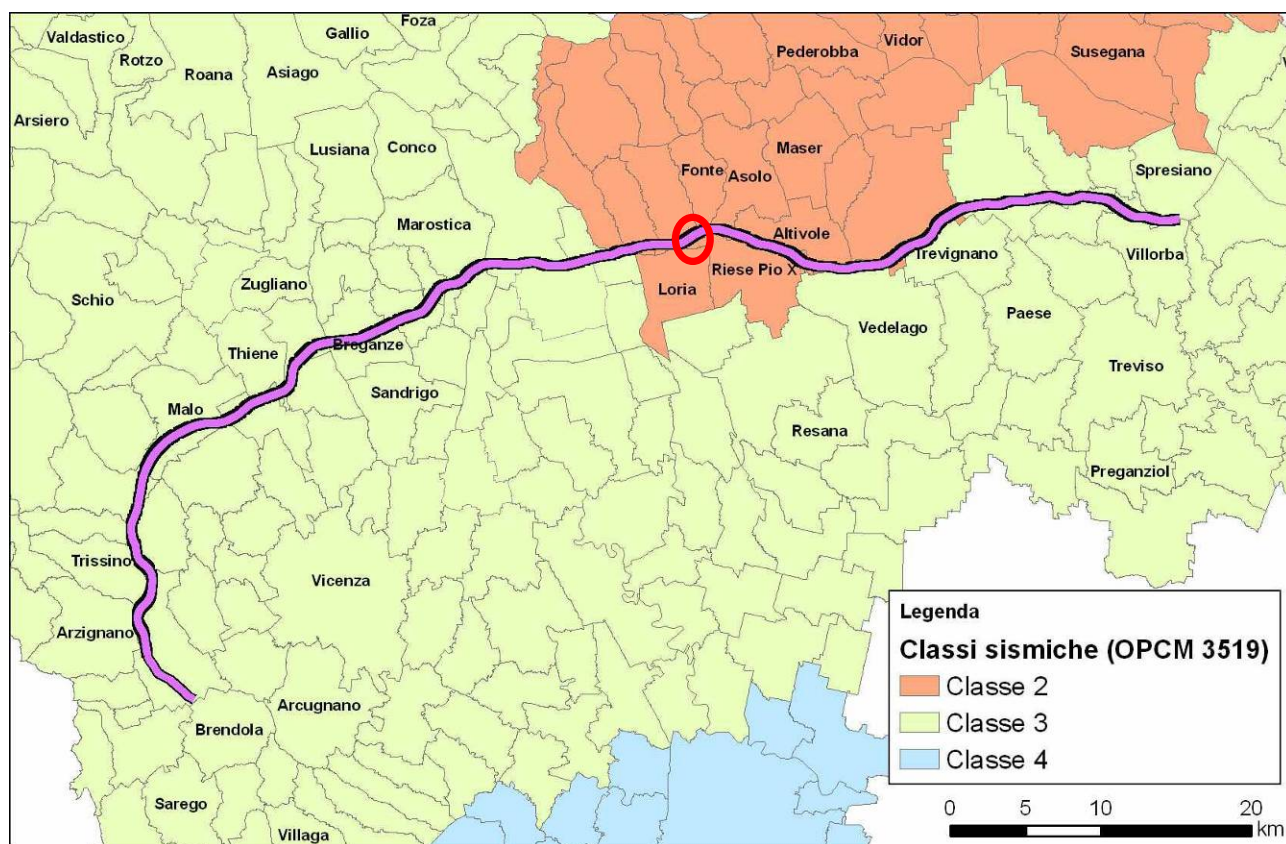 Foza
Valdastico
Gallio
Vidor
Rotzo
Pederobba
Susegana
Roana
Asiago
Arsiero
Lusiana
Conco
Maser
Fonte
Asolo
Spresiano
Marostica
Altivole
Trevignano
Villorba
Riese Pio X
Zugliano
Loria
Schio
Paese
Vedelago
Breganze
Thiene
Treviso
Sandrigo
Malo
Resana
Preganziol
Trissino
Vicenza
Arzignano
Arcugnano
Brendola
Sarego
Villaga
Legenda
Classi sismiche (OPCM 3519)
Classe 2
Classe 3
Classe 4
0 5 10 20
km